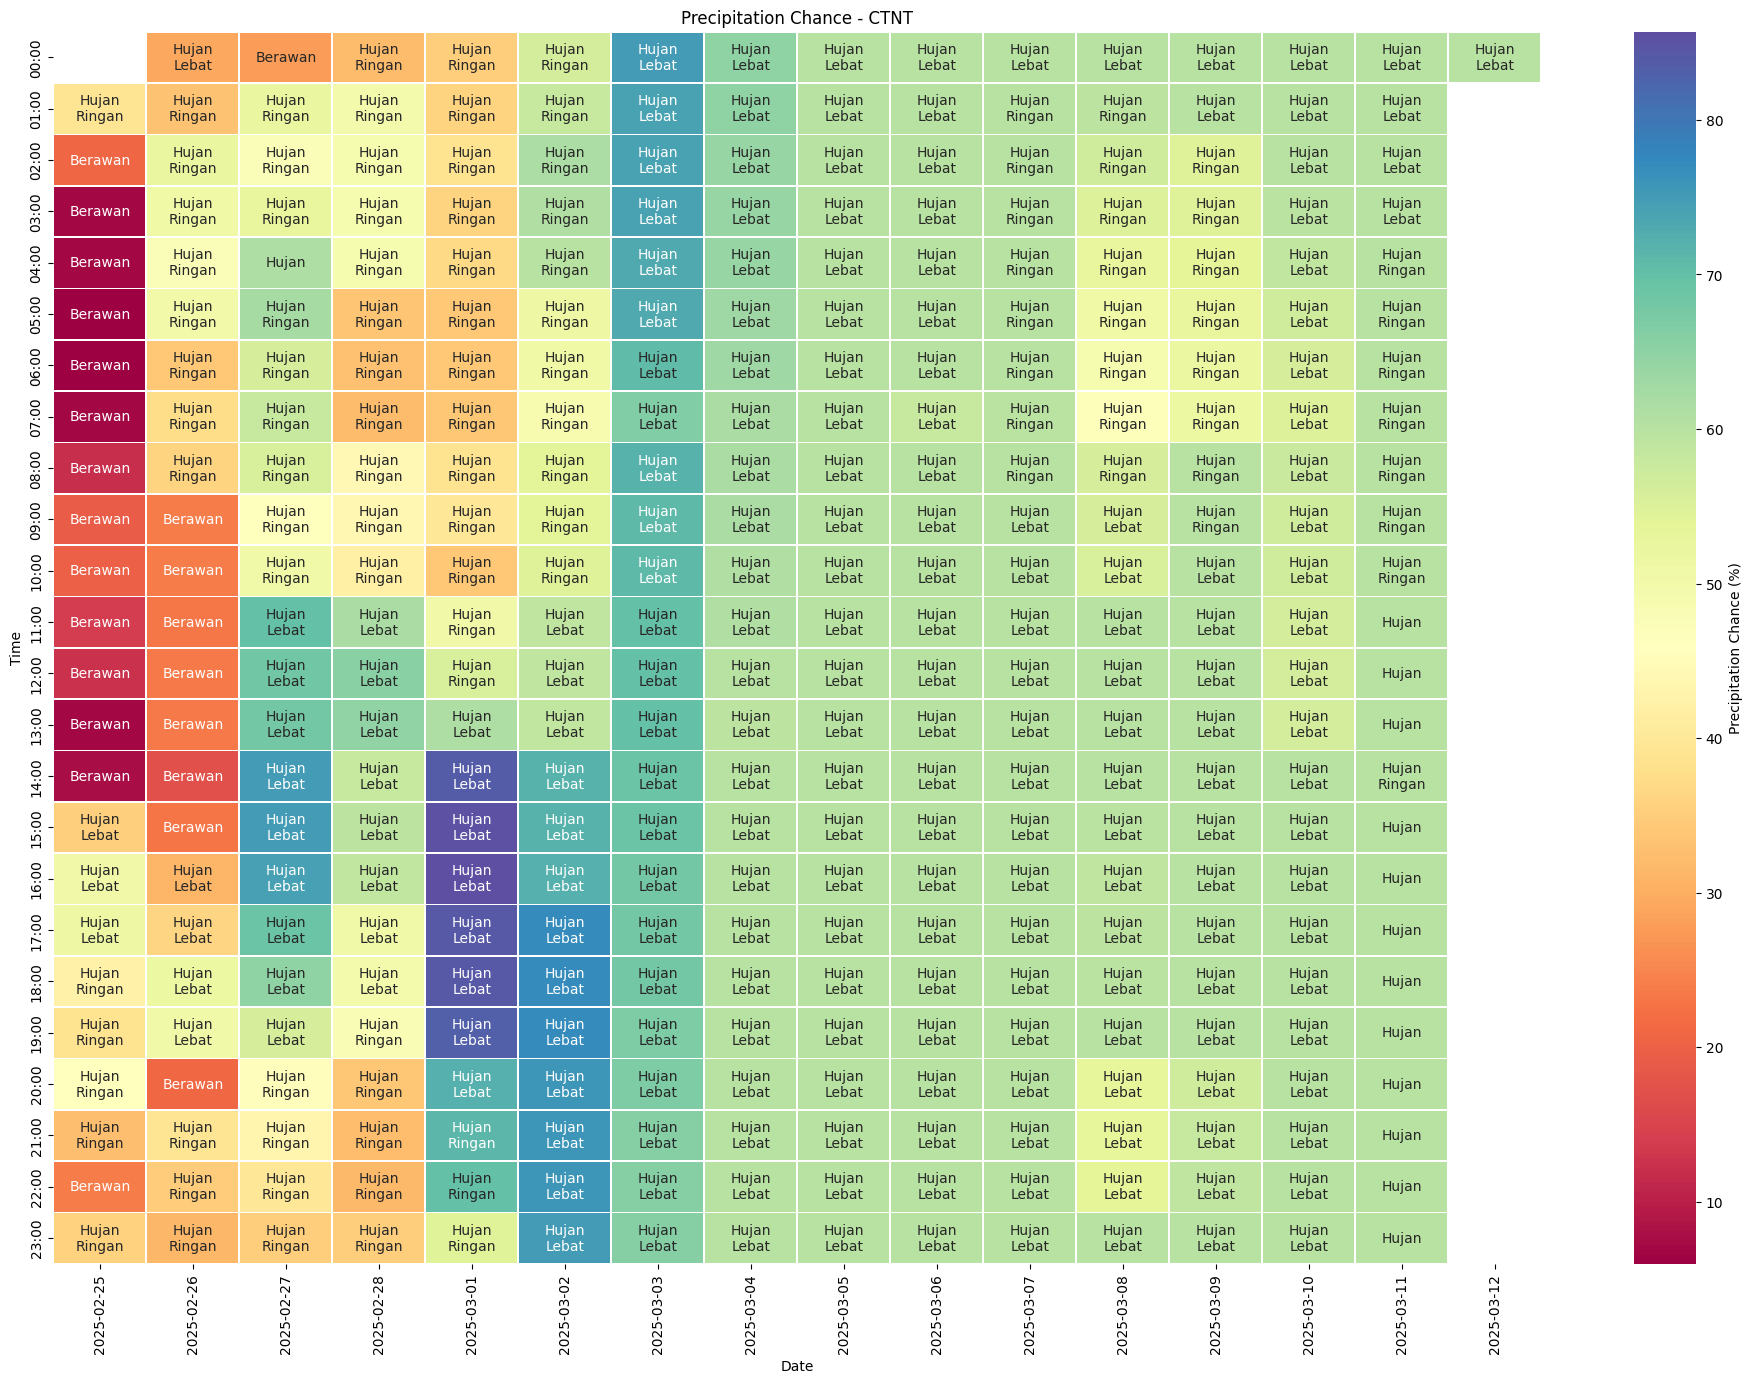 Precipitation Chance - CTNT
00:00 Hujan Lebat Berawan Hujan Ringan Hujan Ringan Hujan Ringan Hujan Lebat Hujan Lebat Hujan Lebat Hujan Lebat Hujan Lebat Hujan Lebat Hujan Lebat Hujan Lebat Hujan Lebat Hujan Lebat
01:00 Hujan Ringan Hujan Ringan Hujan Ringan Hujan Ringan Hujan Ringan Hujan Ringan Hujan Lebat Hujan Lebat Hujan Lebat Hujan Lebat Hujan Ringan Hujan Ringan Hujan Lebat Hujan Lebat Hujan Lebat
02:00 Berawan Hujan Ringan Hujan Ringan Hujan Ringan Hujan Ringan Hujan Ringan Hujan Lebat Hujan Lebat Hujan Lebat Hujan Lebat Hujan Ringan Hujan Ringan Hujan Ringan Hujan Lebat Hujan Lebat
03:00 Berawan Hujan Ringan Hujan Ringan Hujan Ringan Hujan Ringan Hujan Ringan Hujan Lebat Hujan Lebat Hujan Lebat Hujan Lebat Hujan Ringan Hujan Ringan Hujan Ringan Hujan Lebat Hujan Lebat
04:00 Berawan Hujan Ringan Hujan Hujan Ringan Hujan Ringan Hujan Ringan Hujan Lebat Hujan Lebat Hujan Lebat Hujan Lebat Hujan Ringan Hujan Ringan Hujan Ringan Hujan Lebat Hujan Ringan
05:00 Berawan Hujan Ringan Hujan Ringan Hujan Ringan Hujan Ringan Hujan Ringan Hujan Lebat Hujan Lebat Hujan Lebat Hujan Lebat Hujan Ringan Hujan Ringan Hujan Ringan Hujan Lebat Hujan Ringan
06:00 Berawan Hujan Ringan Hujan Ringan Hujan Ringan Hujan Ringan Hujan Ringan Hujan Lebat Hujan Lebat Hujan Lebat Hujan Lebat Hujan Ringan Hujan Ringan Hujan Ringan Hujan Lebat Hujan Ringan
07:00 Berawan Hujan Ringan Hujan Ringan Hujan Ringan Hujan Ringan Hujan Ringan Hujan Lebat Hujan Lebat Hujan Lebat Hujan Lebat Hujan Ringan Hujan Ringan Hujan Ringan Hujan Lebat Hujan Ringan
08:00 Berawan Hujan Ringan Hujan Ringan Hujan Ringan Hujan Ringan Hujan Ringan Hujan Lebat Hujan Lebat Hujan Lebat Hujan Lebat Hujan Ringan Hujan Ringan Hujan Ringan Hujan Lebat Hujan Ringan
09:00 Berawan Berawan Hujan Ringan Hujan Ringan Hujan Ringan Hujan Ringan Hujan Lebat Hujan Lebat Hujan Lebat Hujan Lebat Hujan Lebat Hujan Lebat Hujan Ringan Hujan Lebat Hujan Ringan
10:00 Berawan Berawan Hujan Ringan Hujan Ringan Hujan Ringan Hujan Ringan Hujan Lebat Hujan Lebat Hujan Lebat Hujan Lebat Hujan Lebat Hujan Lebat Hujan Lebat Hujan Lebat Hujan Ringan
11:00 Berawan Berawan Hujan Lebat Hujan Lebat Hujan Ringan Hujan Lebat Hujan Lebat Hujan Lebat Hujan Lebat Hujan Lebat Hujan Lebat Hujan Lebat Hujan Lebat Hujan Lebat Hujan
12:00 Berawan Berawan Hujan Lebat Hujan Lebat Hujan Ringan Hujan Lebat Hujan Lebat Hujan Lebat Hujan Lebat Hujan Lebat Hujan Lebat Hujan Lebat Hujan Lebat Hujan Lebat Hujan
13:00 Berawan Berawan Hujan Lebat Hujan Lebat Hujan Lebat Hujan Lebat Hujan Lebat Hujan Lebat Hujan Lebat Hujan Lebat Hujan Lebat Hujan Lebat Hujan Lebat Hujan Lebat Hujan
14:00 Berawan Berawan Hujan Lebat Hujan Lebat Hujan Lebat Hujan Lebat Hujan Lebat Hujan Lebat Hujan Lebat Hujan Lebat Hujan Lebat Hujan Lebat Hujan Lebat Hujan Lebat Hujan Ringan
15:00 Hujan Lebat Berawan Hujan Lebat Hujan Lebat Hujan Lebat Hujan Lebat Hujan Lebat Hujan Lebat Hujan Lebat Hujan Lebat Hujan Lebat Hujan Lebat Hujan Lebat Hujan Lebat Hujan
16:00 Hujan Lebat Hujan Lebat Hujan Lebat Hujan Lebat Hujan Lebat Hujan Lebat Hujan Lebat Hujan Lebat Hujan Lebat Hujan Lebat Hujan Lebat Hujan Lebat Hujan Lebat Hujan Lebat Hujan
17:00 Hujan Lebat Hujan Lebat Hujan Lebat Hujan Lebat Hujan Lebat Hujan Lebat Hujan Lebat Hujan Lebat Hujan Lebat Hujan Lebat Hujan Lebat Hujan Lebat Hujan Lebat Hujan Lebat Hujan
18:00 Hujan Ringan Hujan Lebat Hujan Lebat Hujan Lebat Hujan Lebat Hujan Lebat Hujan Lebat Hujan Lebat Hujan Lebat Hujan Lebat Hujan Lebat Hujan Lebat Hujan Lebat Hujan Lebat Hujan
19:00 Hujan Ringan Hujan Lebat Hujan Lebat Hujan Ringan Hujan Lebat Hujan Lebat Hujan Lebat Hujan Lebat Hujan Lebat Hujan Lebat Hujan Lebat Hujan Lebat Hujan Lebat Hujan Lebat Hujan
20:00 Hujan Ringan Berawan Hujan Ringan Hujan Ringan Hujan Lebat Hujan Lebat Hujan Lebat Hujan Lebat Hujan Lebat Hujan Lebat Hujan Lebat Hujan Lebat Hujan Lebat Hujan Lebat Hujan
21:00 Hujan Ringan Hujan Ringan Hujan Ringan Hujan Ringan Hujan Ringan Hujan Lebat Hujan Lebat Hujan Lebat Hujan Lebat Hujan Lebat Hujan Lebat Hujan Lebat Hujan Lebat Hujan Lebat Hujan
22:00 Berawan Hujan Ringan Hujan Ringan Hujan Ringan Hujan Ringan Hujan Lebat Hujan Lebat Hujan Lebat Hujan Lebat Hujan Lebat Hujan Lebat Hujan Lebat Hujan Lebat Hujan Lebat Hujan
23:00 Hujan Ringan Hujan Ringan Hujan Ringan Hujan Ringan Hujan Ringan Hujan Lebat Hujan Lebat Hujan Lebat Hujan Lebat Hujan Lebat Hujan Lebat Hujan Lebat Hujan Lebat Hujan Lebat Hujan
Time
2025-02-25 2025-02-26 2025-02-27 2025-02-28 2025-03-01 2025-03-02 2025-03-03 2025-03-04 2025-03-05 2025-03-06 2025-03-07 2025-03-08 2025-03-09 2025-03-10 2025-03-11 2025-03-12
Date
80
70
60
50
40
30
20
10
Precipitation Chance (%)